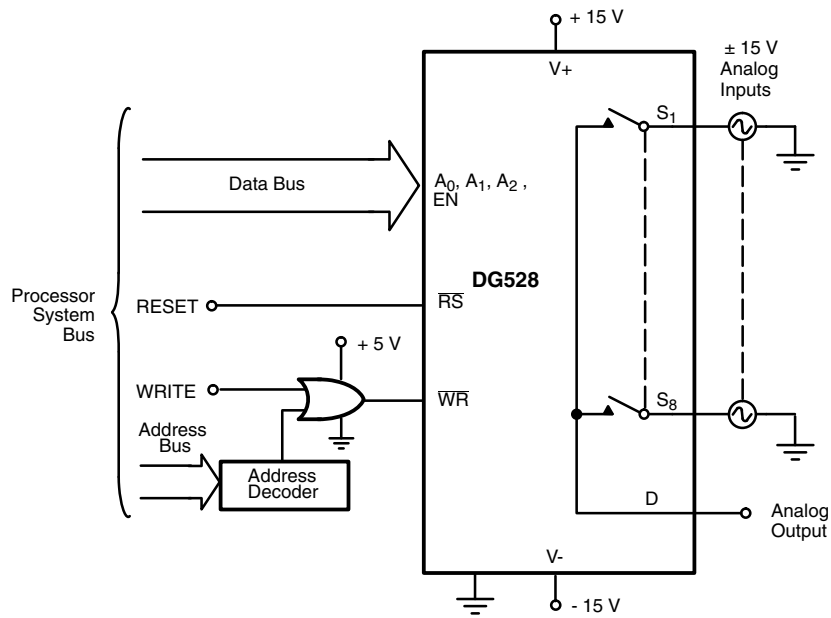 + 15 V
V+
± 15 V
Analog
Inputs
S1
Data Bus
A0, A1, A2 ,
EN
DG528
Processor
System
Bus
RESET
RS
+ 5 V
WRITE
WR
S8
Address
Bus
Address
Decoder
D
Analog
Output
V-
- 15 V